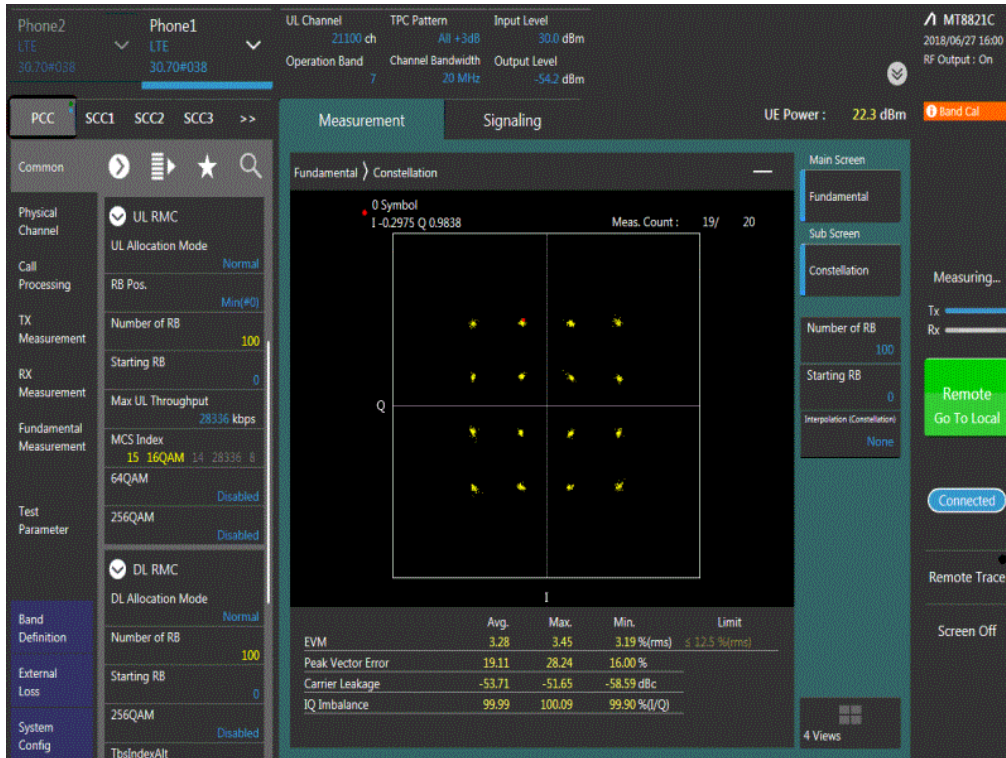 Phone2
LTE
30.70#038
Phone1
LTE
30.70#038
UL Channel
21100 ch
TPC Pattern
All +3dB
Input Level
30.0 dBm
Operation Band
7
Channel Bandwidth
20 MHz
Output Level
-54.2 dBm
MT8821C
2018/06/27 16:00
RF Output : On
PCC SCC1 SCC2 SCC3 >>
Measurement
Signaling
UE Power : 22.3 dBm
Band Cal
Common
Physical
Channel
Call
Processing
TX
Measurement
RX
Measurement
Fundamental
Measurement
Test
Parameter
Band
Definition
External
Loss
System
Config
UL RMC
UL Allocation Mode
Normal
RB Pos.
Min(#0)
Number of RB
100
Starting RB
0
Max UL Throughput
28336 kbps
MCS Index
15 16QAM 14 28336 8
64QAM
Disabled
256QAM
Disabled
DL RMC
DL Allocation Mode
Normal
Number of RB
100
Starting RB
0
256QAM
Disabled
TbsIndexAlt
Fundamental ⟩ Constellation
0 Symbol
I -0.2975 Q 0.9838
Meas. Count : 19/ 20
Q
I
Avg. Max. Min. Limit
EVM 3.28 3.45 3.19 %(rms) ≤ 12.5 %(rms)
Peak Vector Error 19.11 28.24 16.00 %
Carrier Leakage -53.71 -51.65 -58.59 dBc
IQ Imbalance 99.99 100.09 99.90 %(I/Q)
Main Screen
Fundamental
Sub Screen
Constellation
Number of RB
100
Starting RB
0
Interpolation (Constellation)
None
4 Views
Measuring...
Tx
Rx
Remote
Go To Local
Connected
Remote Trace
Screen Off